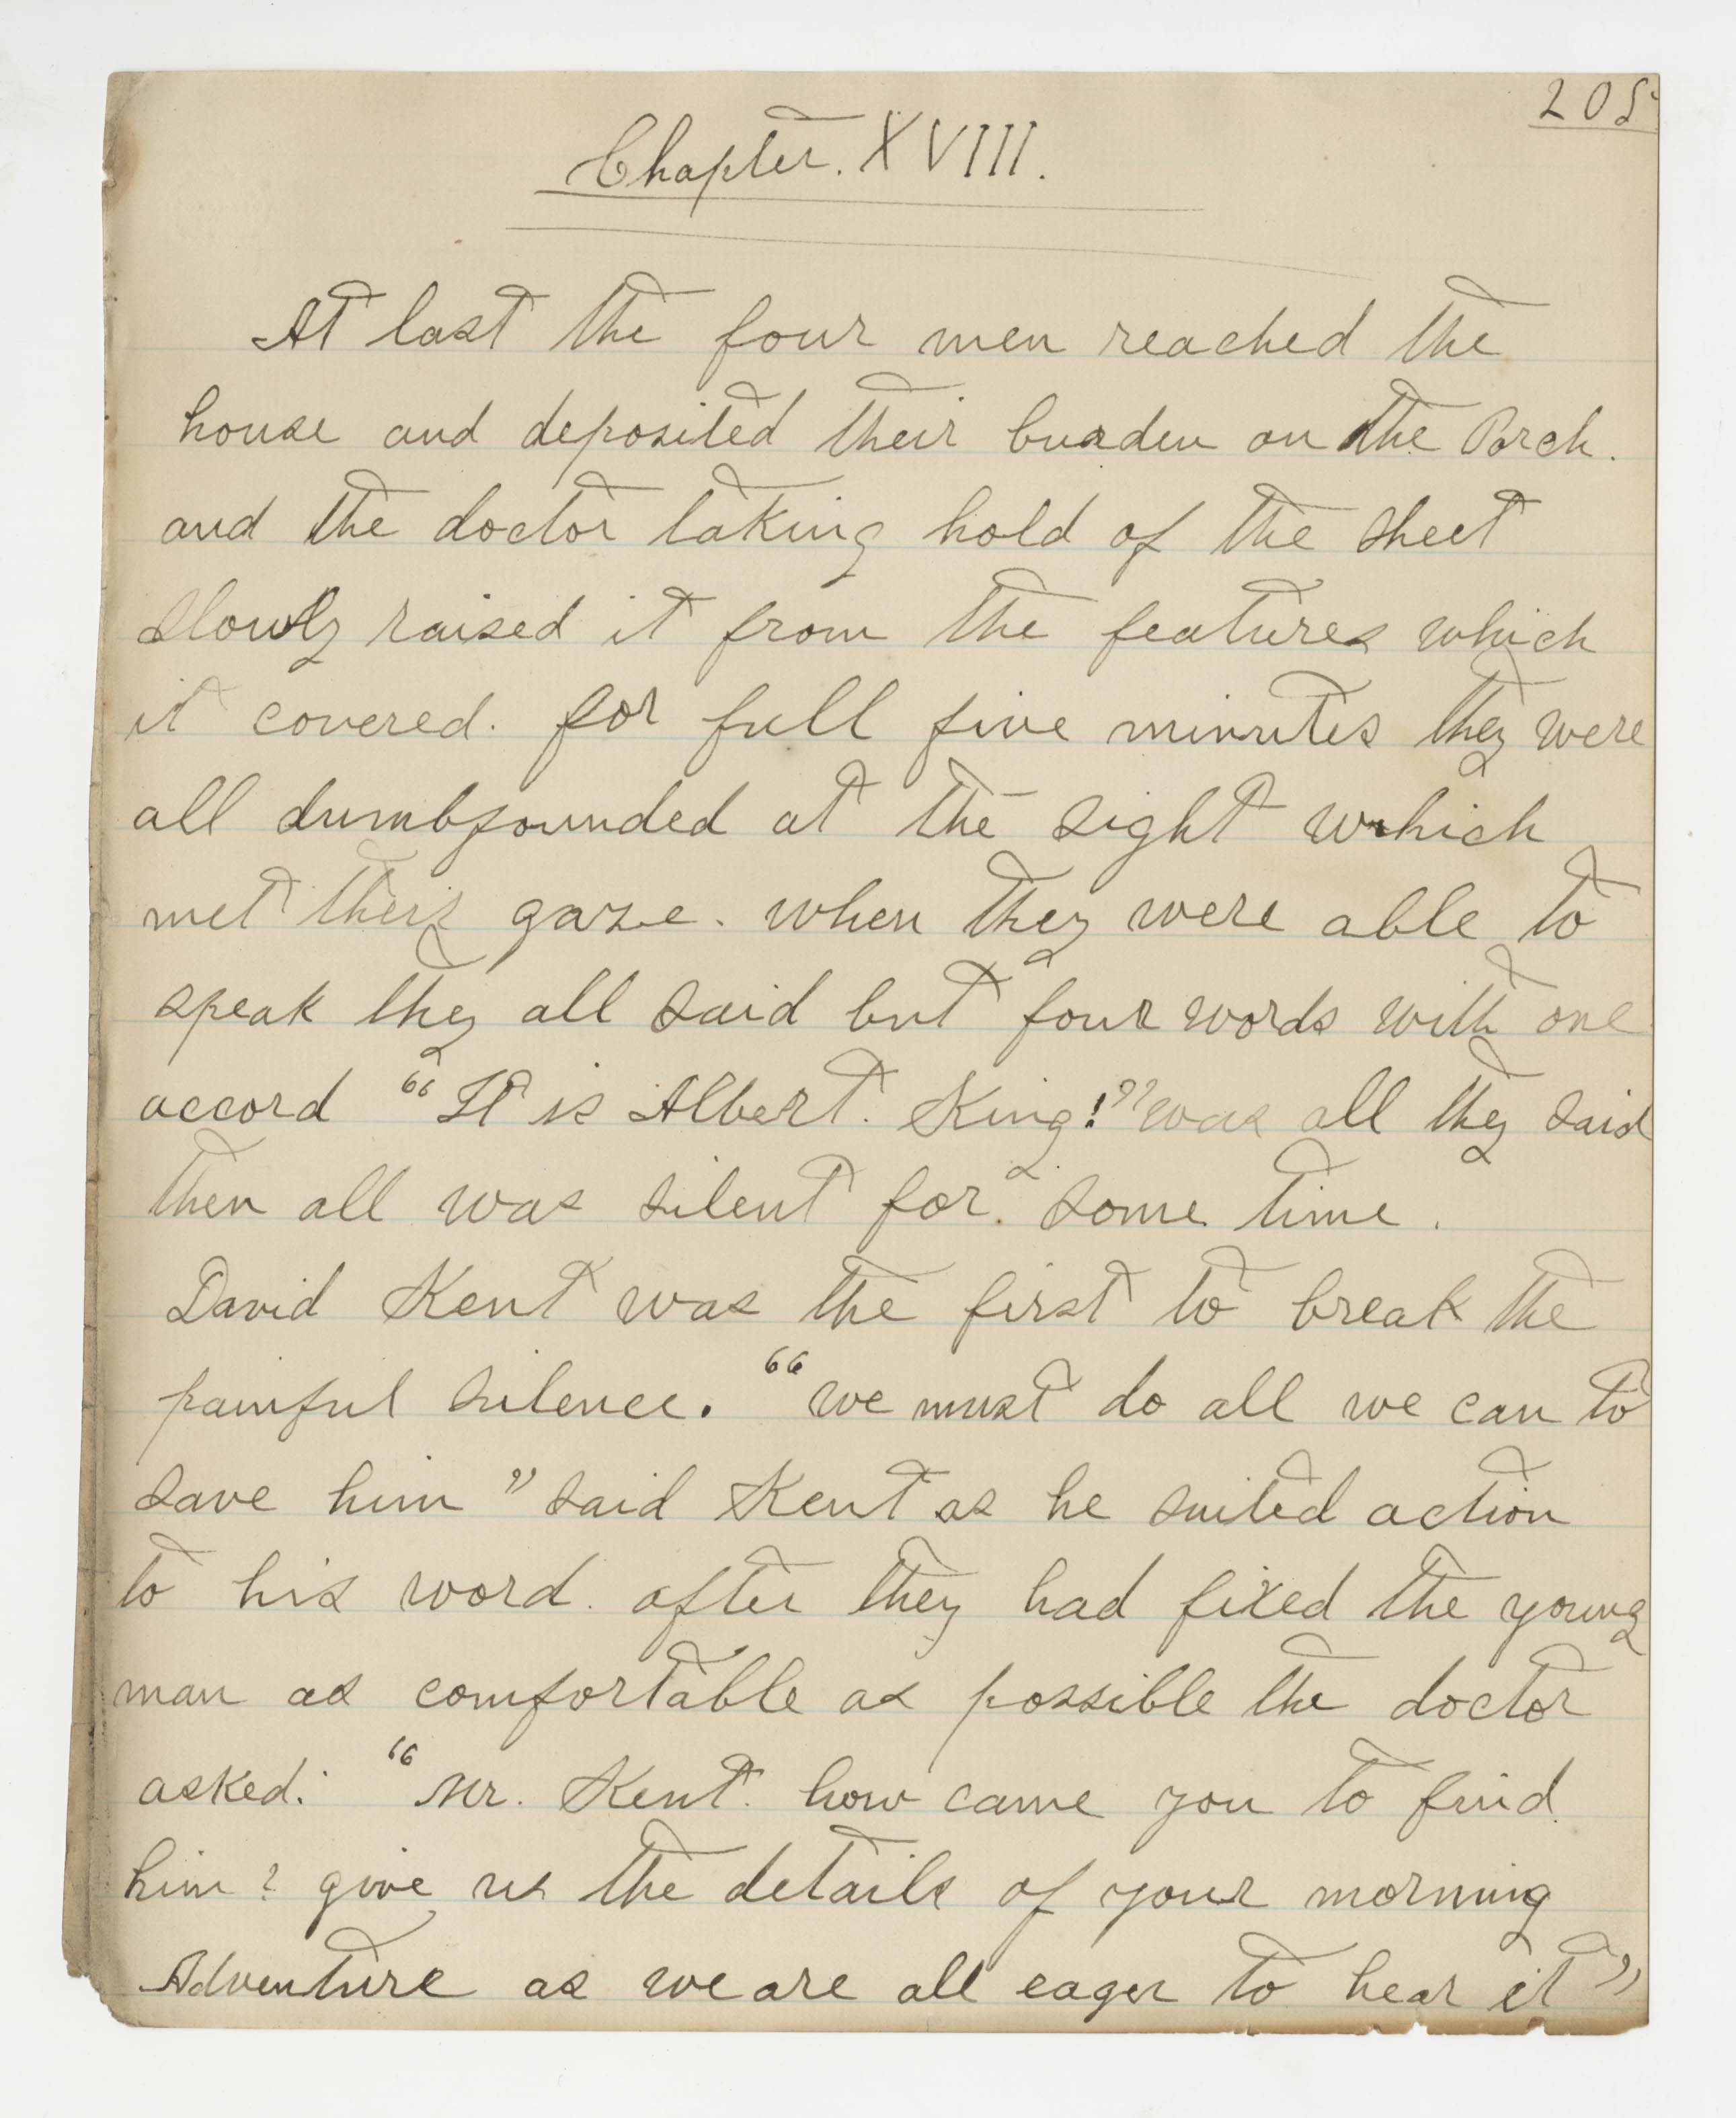 205
Chapter. XVIII.
At last the four men reached the
house and deposited their burden on the Porch.
and the doctor taking hold of the sheet
slowly raised it from the features which
it covered. for full five minutes they were
all dumbfounded at the sight which
met their gaze. when they were able to
speak they all said but four words with one
accord "It is Albert. King!" was all they said
then all was silent for some time.
David Kent was the first to break the
painful silence. "we must do all we can to
save him" said Kent as he suited action
to his word. after they had fixed the young
man as comfortable as possible the doctor
asked: "Mr. Kent. how came you to find
him? give us the details of your morning
Adventure as we are all eager to hear it"